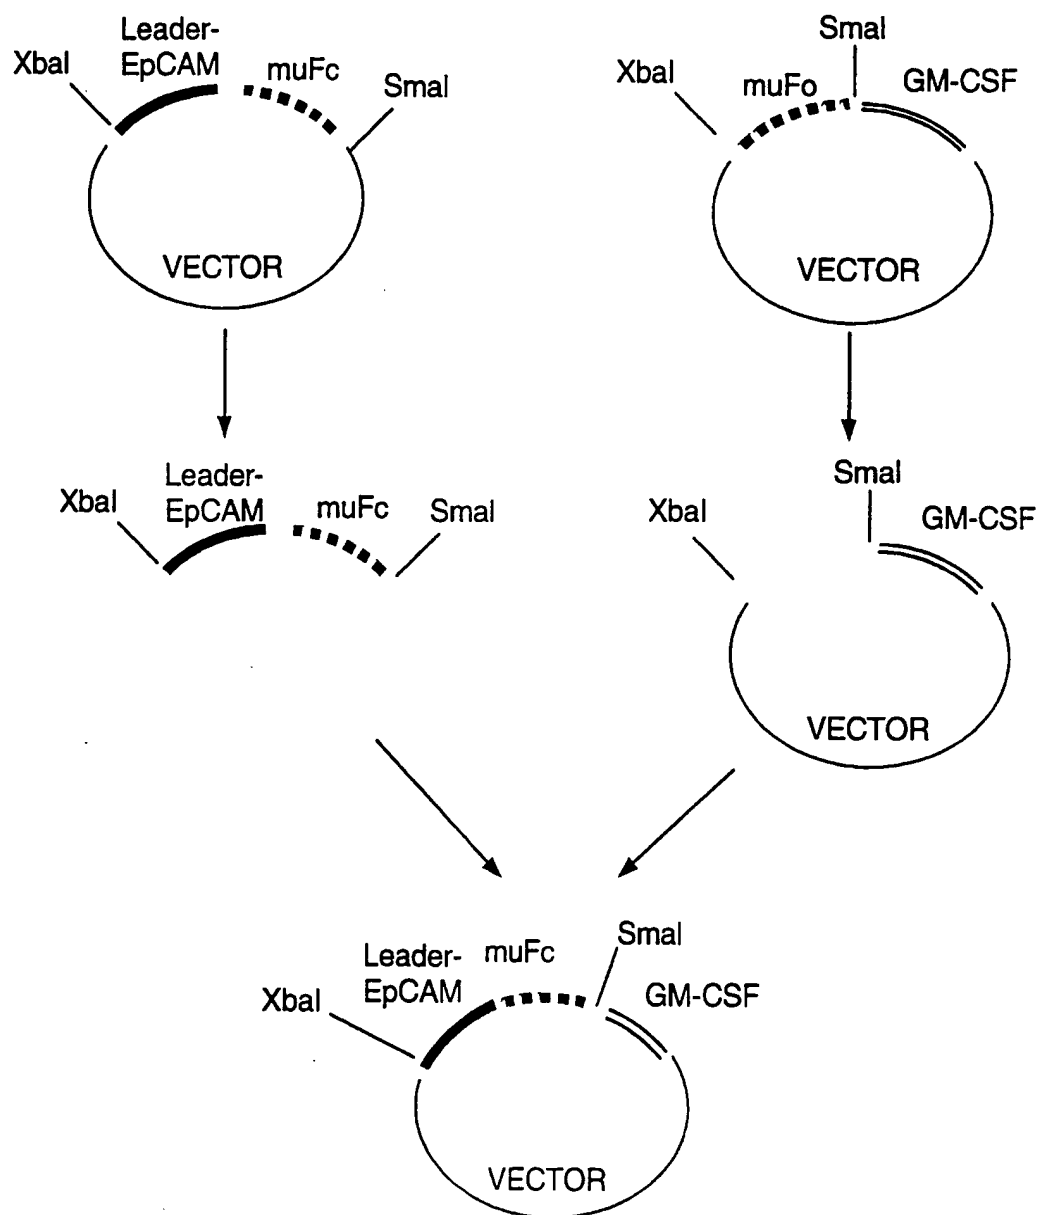 Leader-
EpCAM
XbaI
muFc
SmaI
VECTOR
SmaI
XbaI
muFo
GM-CSF
VECTOR
Leader-
EpCAM
XbaI
muFc
SmaI
SmaI
XbaI
GM-CSF
VECTOR
Leader-
EpCAM
muFc
SmaI
XbaI
GM-CSF
VECTOR